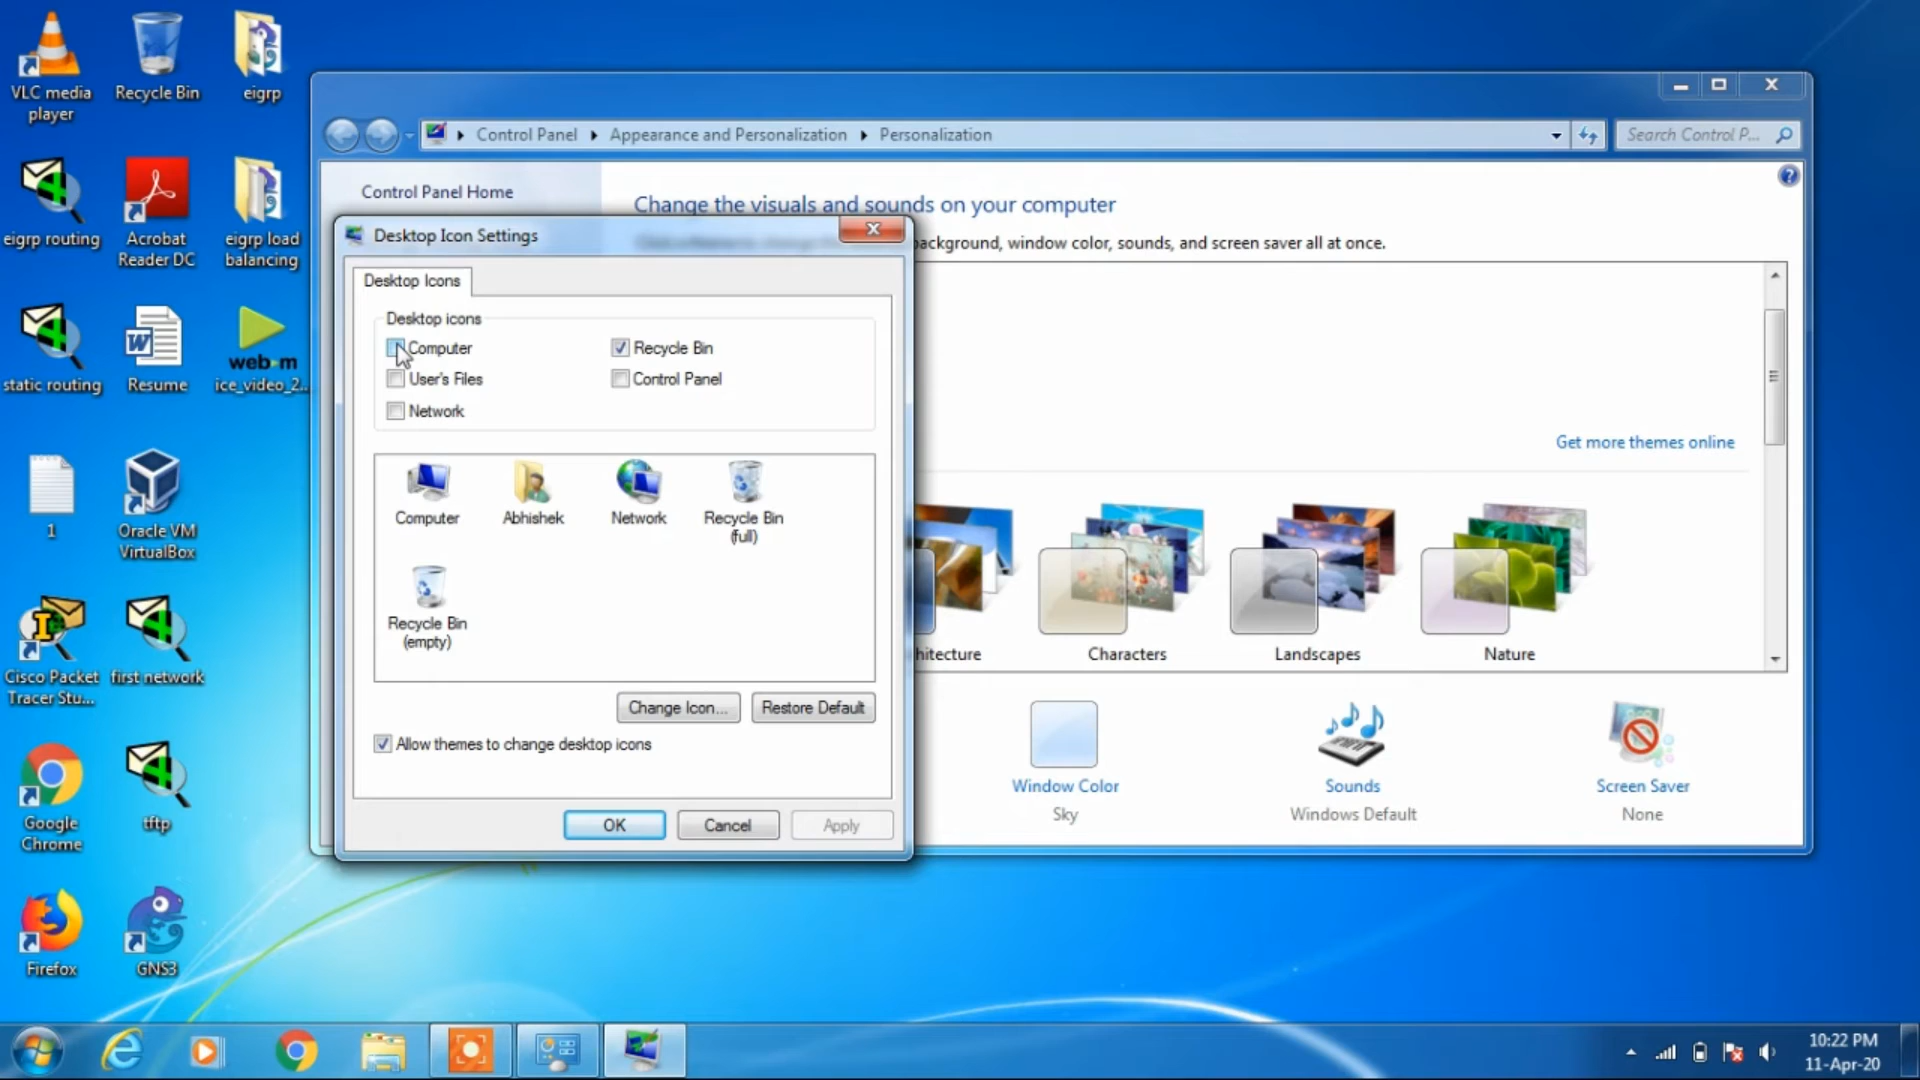 VLC media
player
Recycle Bin
eigrp
eigrp routing
Acrobat
Reader DC
eigrp load
balancing
static routing
Resume
web-m
ice_video_2...
1
Oracle VM
VirtualBox
Cisco Packet
Tracer Stu...
first network
Google
Chrome
tftp
Firefox
GNS3
Control Panel
Appearance and Personalization
Personalization
Search Control P...
Control Panel Home
Change the visuals and sounds on your computer
background, window color, sounds, and screen saver all at once.
Desktop Icon Settings
Desktop Icons
Desktop icons
Computer
Recycle Bin
User's Files
Control Panel
Network
Computer
Abhishek
Network
Recycle Bin
(full)
Recycle Bin
(empty)
Change Icon...
Restore Default
Allow themes to change desktop icons
OK
Cancel
Apply
Get more themes online
hitecture
Characters
Landscapes
Nature
Window Color
Sky
Sounds
Windows Default
Screen Saver
None
10:22 PM
11-Apr-20